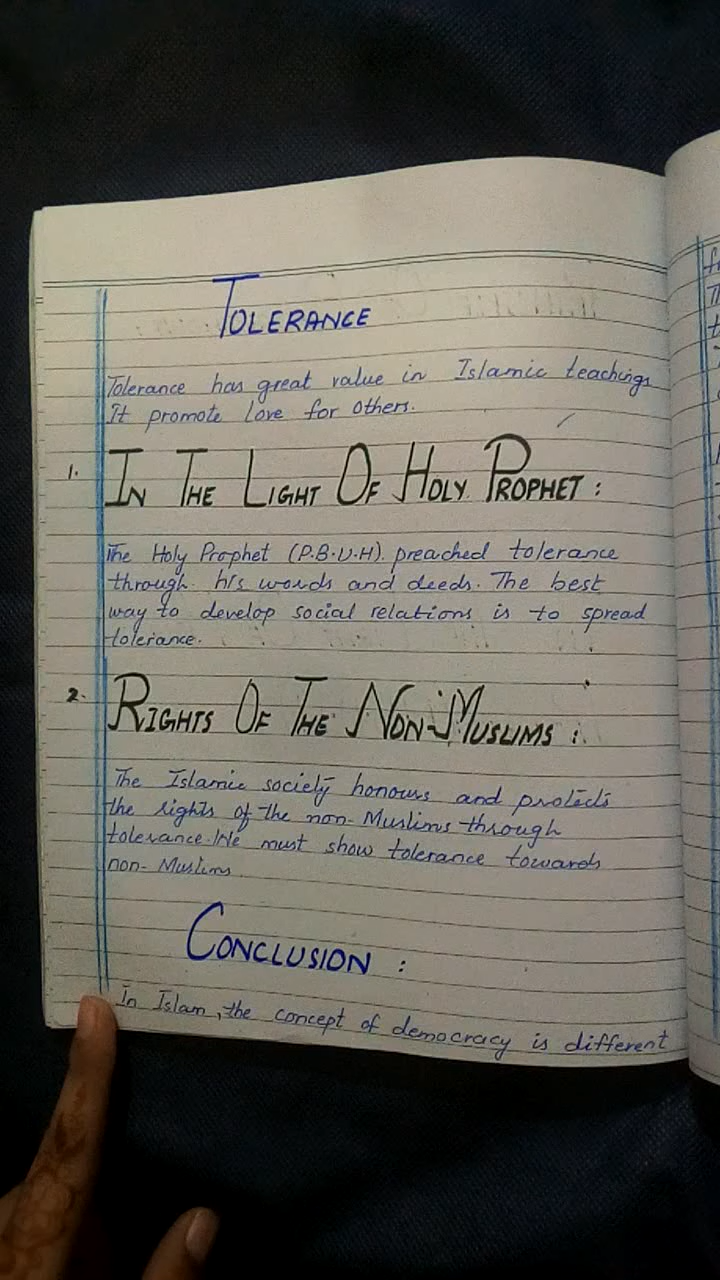 TOLERANCE
Tolerance has great value in Islamic teachings
It promote love for others.
1. IN THE LIGHT OF HOLY PROPHET :
The Holy Prophet (P.B.U.H). preached tolerance
through his words and deeds. The best
way to develop social relations is to spread
tolerance.
2. RIGHTS OF THE NON-MUSLIMS :
The Islamic society honours and protects
the rights of the non-Muslims through
tolerance. We must show tolerance towards
non-Muslims
CONCLUSION :
In Islam, the concept of democracy is different